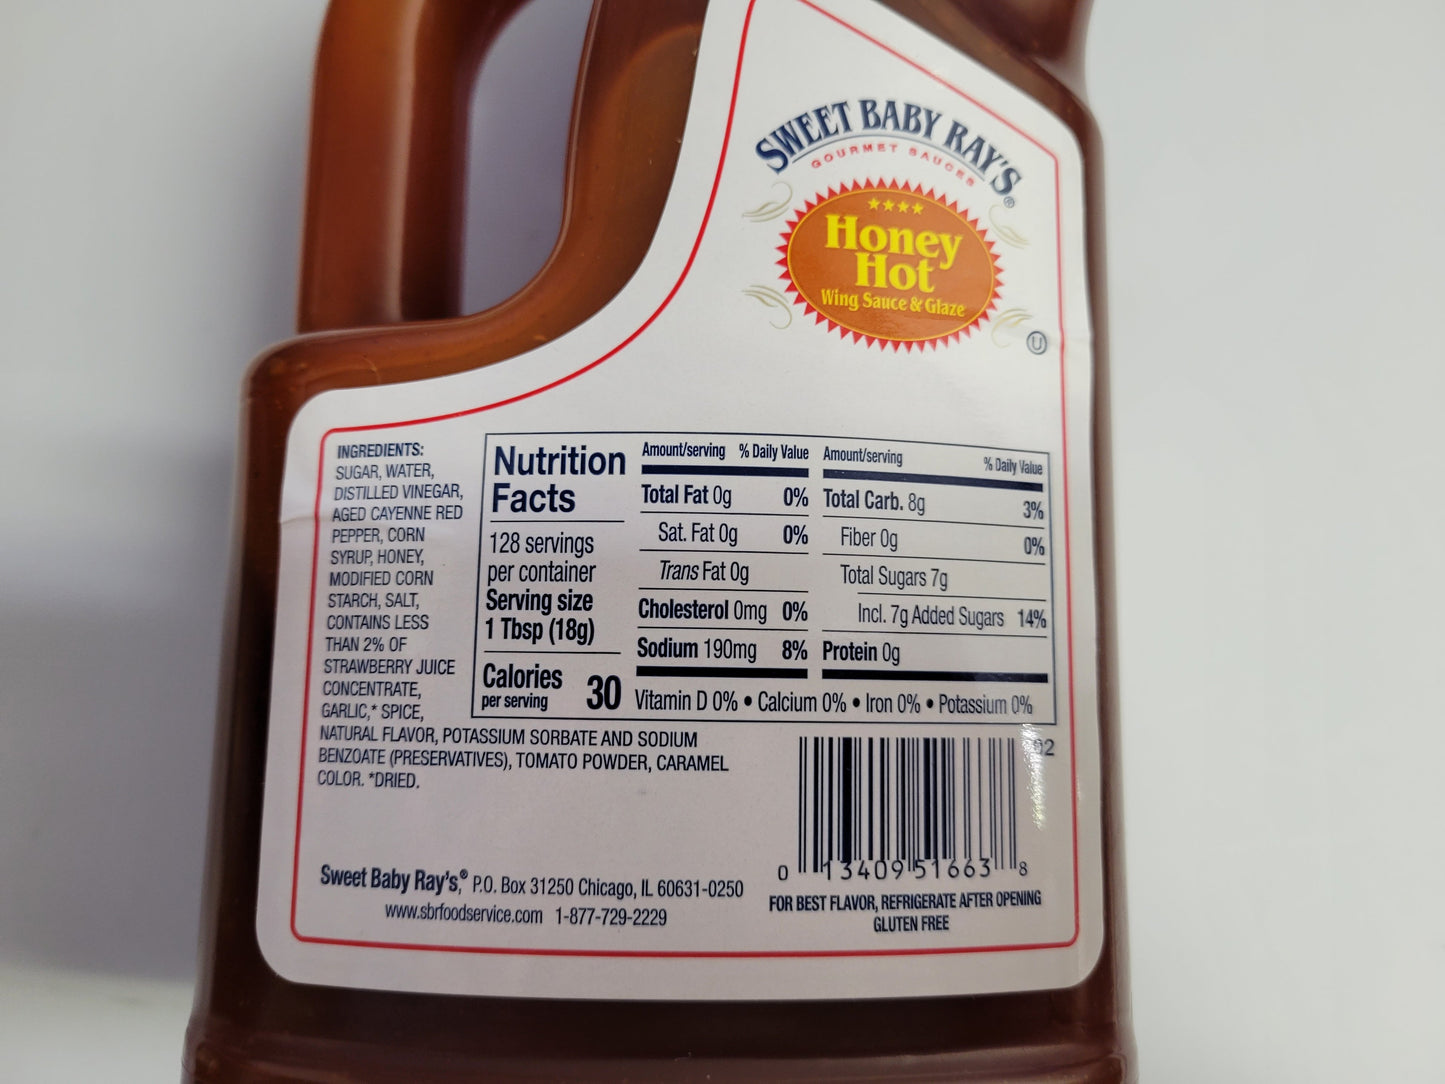 SWEET BABY RAY'S®
GOURMET SAUCES
Honey
Hot
Wing Sauce & Glaze
U
INGREDIENTS:
SUGAR, WATER,
DISTILLED VINEGAR,
AGED CAYENNE RED
PEPPER, CORN
SYRUP, HONEY,
MODIFIED CORN
STARCH, SALT,
CONTAINS LESS
THAN 2% OF
STRAWBERRY JUICE
CONCENTRATE,
GARLIC,* SPICE,
NATURAL FLAVOR, POTASSIUM SORBATE AND SODIUM
BENZOATE (PRESERVATIVES), TOMATO POWDER, CARAMEL
COLOR. *DRIED.
Nutrition
Facts
128 servings
per container
Serving size
1 Tbsp (18g)
Calories
per serving 30
Amount/serving % Daily Value
Total Fat 0g 0%
Sat. Fat 0g 0%
Trans Fat 0g
Cholesterol 0mg 0%
Sodium 190mg 8%
Amount/serving % Daily Value
Total Carb. 8g 3%
Fiber 0g 0%
Total Sugars 7g
Incl. 7g Added Sugars 14%
Protein 0g
Vitamin D 0% • Calcium 0% • Iron 0% • Potassium 0%
02
0 13409 51663 8
Sweet Baby Ray's,® P.O. Box 31250 Chicago, IL 60631-0250
www.sbrfoodservice.com 1-877-729-2229
FOR BEST FLAVOR, REFRIGERATE AFTER OPENING
GLUTEN FREE